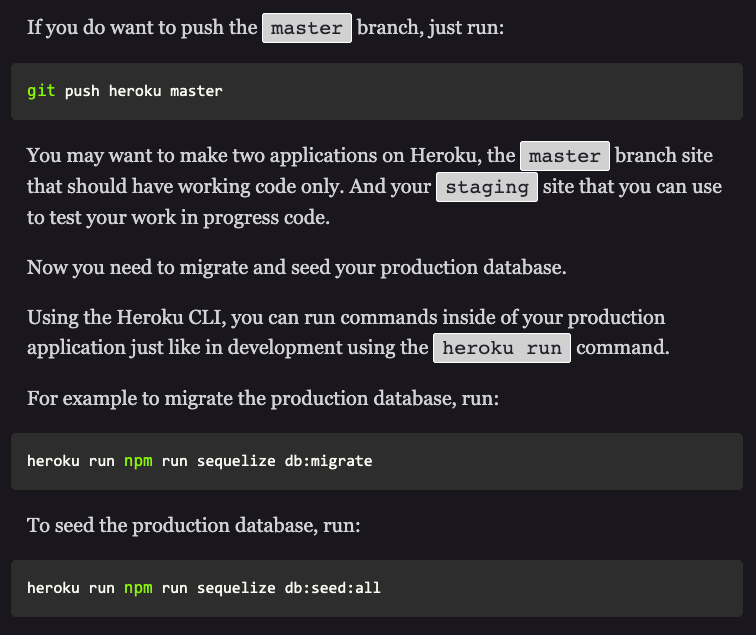 If you do want to push the master branch, just run:
git push heroku master
You may want to make two applications on Heroku, the master branch site
that should have working code only. And your staging site that you can use
to test your work in progress code.
Now you need to migrate and seed your production database.
Using the Heroku CLI, you can run commands inside of your production
application just like in development using the heroku run command.
For example to migrate the production database, run:
heroku run npm run sequelize db:migrate
To seed the production database, run:
heroku run npm run sequelize db:seed:all